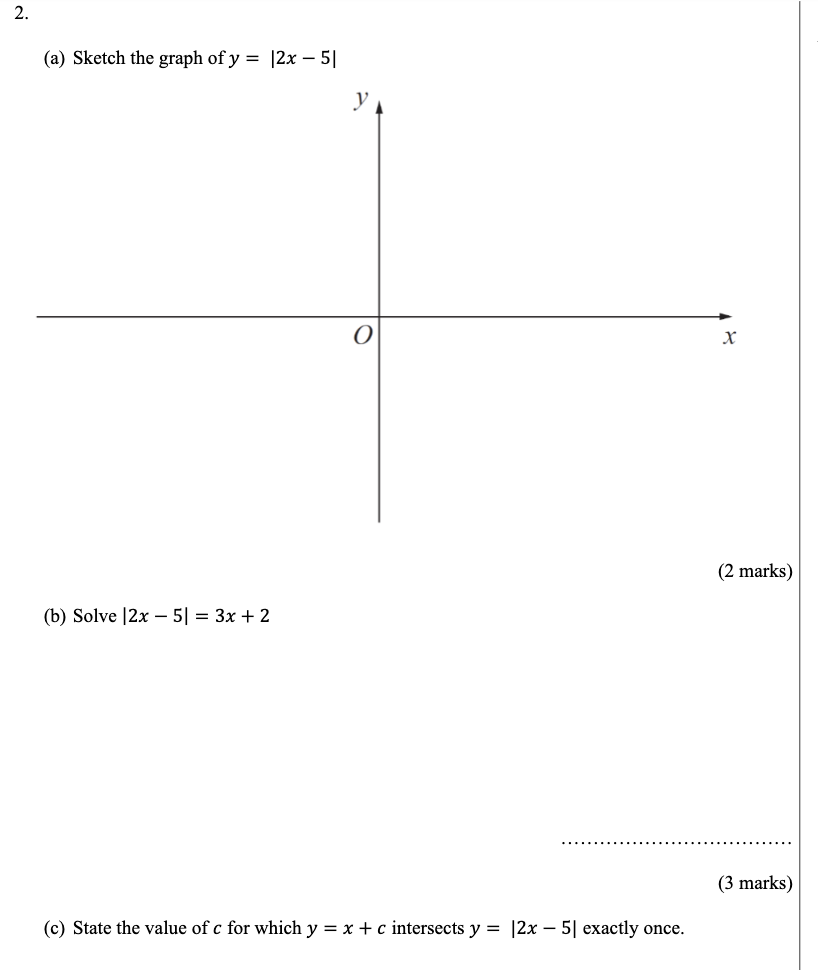 2.
(a) Sketch the graph of y = |2x − 5|
y
O
x
(2 marks)
(b) Solve |2x − 5| = 3x + 2
....................................
(3 marks)
(c) State the value of c for which y = x + c intersects y = |2x − 5| exactly once.